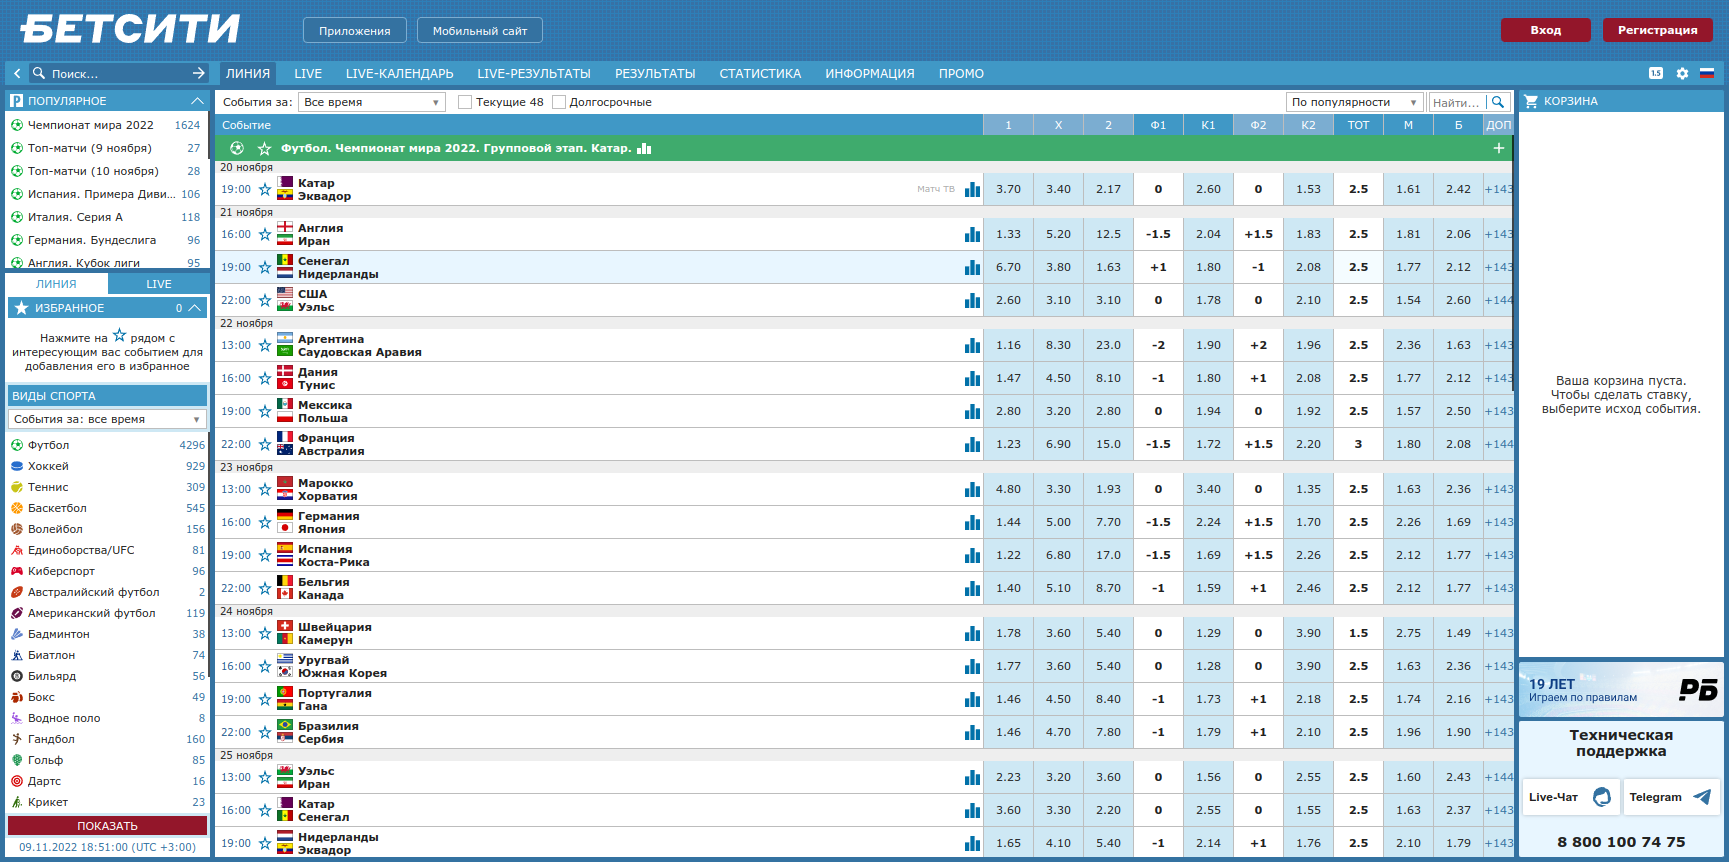 БЕТСИТИ
Приложения
Мобильный сайт
Вход
Регистрация
Поиск...
ЛИНИЯ LIVE LIVE-КАЛЕНДАРЬ LIVE-РЕЗУЛЬТАТЫ РЕЗУЛЬТАТЫ СТАТИСТИКА ИНФОРМАЦИЯ ПРОМО
1.5
ПОПУЛЯРНОЕ
Чемпионат мира 2022 1624
Топ-матчи (9 ноября) 27
Топ-матчи (10 ноября) 28
Испания. Примера Диви... 106
Италия. Серия А 118
Германия. Бундеслига 96
Англия. Кубок лиги 95
ЛИНИЯ LIVE
ИЗБРАННОЕ 0
Нажмите на рядом с
интересующим вас событием для
добавления его в избранное
ВИДЫ СПОРТА
События за: все время
Футбол 4296
Хоккей 929
Теннис 309
Баскетбол 545
Волейбол 156
Единоборства/UFC 81
Киберспорт 96
Австралийский футбол 2
Американский футбол 119
Бадминтон 38
Биатлон 74
Бильярд 56
Бокс 49
Водное поло 8
Гандбол 160
Гольф 85
Дартс 16
Крикет 23
ПОКАЗАТЬ
09.11.2022 18:51:00 (UTC +3:00)
События за: Все время Текущие 48 Долгосрочные По популярности Найти...
Событие 1 X 2 Ф1 К1 Ф2 К2 ТОТ М Б ДОП
Футбол. Чемпионат мира 2022. Групповой этап. Катар. +
20 ноября
19:00 Катар Матч ТВ 3.70 3.40 2.17 0 2.60 0 1.53 2.5 1.61 2.42 +143
Эквадор
21 ноября
16:00 Англия 1.33 5.20 12.5 -1.5 2.04 +1.5 1.83 2.5 1.81 2.06 +143
Иран
19:00 Сенегал 6.70 3.80 1.63 +1 1.80 -1 2.08 2.5 1.77 2.12 +143
Нидерланды
22:00 США 2.60 3.10 3.10 0 1.78 0 2.10 2.5 1.54 2.60 +144
Уэльс
22 ноября
13:00 Аргентина 1.16 8.30 23.0 -2 1.90 +2 1.96 2.5 2.36 1.63 +143
Саудовская Аравия
16:00 Дания 1.47 4.50 8.10 -1 1.80 +1 2.08 2.5 1.77 2.12 +143
Тунис
19:00 Мексика 2.80 3.20 2.80 0 1.94 0 1.92 2.5 1.57 2.50 +143
Польша
22:00 Франция 1.23 6.90 15.0 -1.5 1.72 +1.5 2.20 3 1.80 2.08 +144
Австралия
23 ноября
13:00 Марокко 4.80 3.30 1.93 0 3.40 0 1.35 2.5 1.63 2.36 +143
Хорватия
16:00 Германия 1.44 5.00 7.70 -1.5 2.24 +1.5 1.70 2.5 2.26 1.69 +143
Япония
19:00 Испания 1.22 6.80 17.0 -1.5 1.69 +1.5 2.26 2.5 2.12 1.77 +143
Коста-Рика
22:00 Бельгия 1.40 5.10 8.70 -1 1.59 +1 2.46 2.5 2.12 1.77 +143
Канада
24 ноября
13:00 Швейцария 1.78 3.60 5.40 0 1.29 0 3.90 1.5 2.75 1.49 +143
Камерун
16:00 Уругвай 1.77 3.60 5.40 0 1.28 0 3.90 2.5 1.63 2.36 +143
Южная Корея
19:00 Португалия 1.46 4.50 8.40 -1 1.73 +1 2.18 2.5 1.74 2.16 +143
Гана
22:00 Бразилия 1.46 4.70 7.80 -1 1.79 +1 2.10 2.5 1.96 1.90 +143
Сербия
25 ноября
13:00 Уэльс 2.23 3.20 3.60 0 1.56 0 2.55 2.5 1.60 2.43 +144
Иран
16:00 Катар 3.60 3.30 2.20 0 2.55 0 1.55 2.5 1.63 2.37 +143
Сенегал
19:00 Нидерланды 1.65 4.10 5.40 -1 2.14 +1 1.76 2.5 2.10 1.79 +143
Эквадор
КОРЗИНА
Ваша корзина пуста.
Чтобы сделать ставку,
выберите исход события.
19 ЛЕТ
Играем по правилам
РБ
Техническая
поддержка
Live-Чат
Telegram
8 800 100 74 75